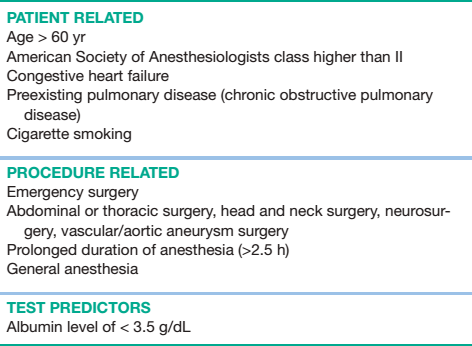 PATIENT RELATED
Age > 60 yr
American Society of Anesthesiologists class higher than II
Congestive heart failure
Preexisting pulmonary disease (chronic obstructive pulmonary
disease)
Cigarette smoking
PROCEDURE RELATED
Emergency surgery
Abdominal or thoracic surgery, head and neck surgery, neurosur-
gery, vascular/aortic aneurysm surgery
Prolonged duration of anesthesia (>2.5 h)
General anesthesia
TEST PREDICTORS
Albumin level of < 3.5 g/dL